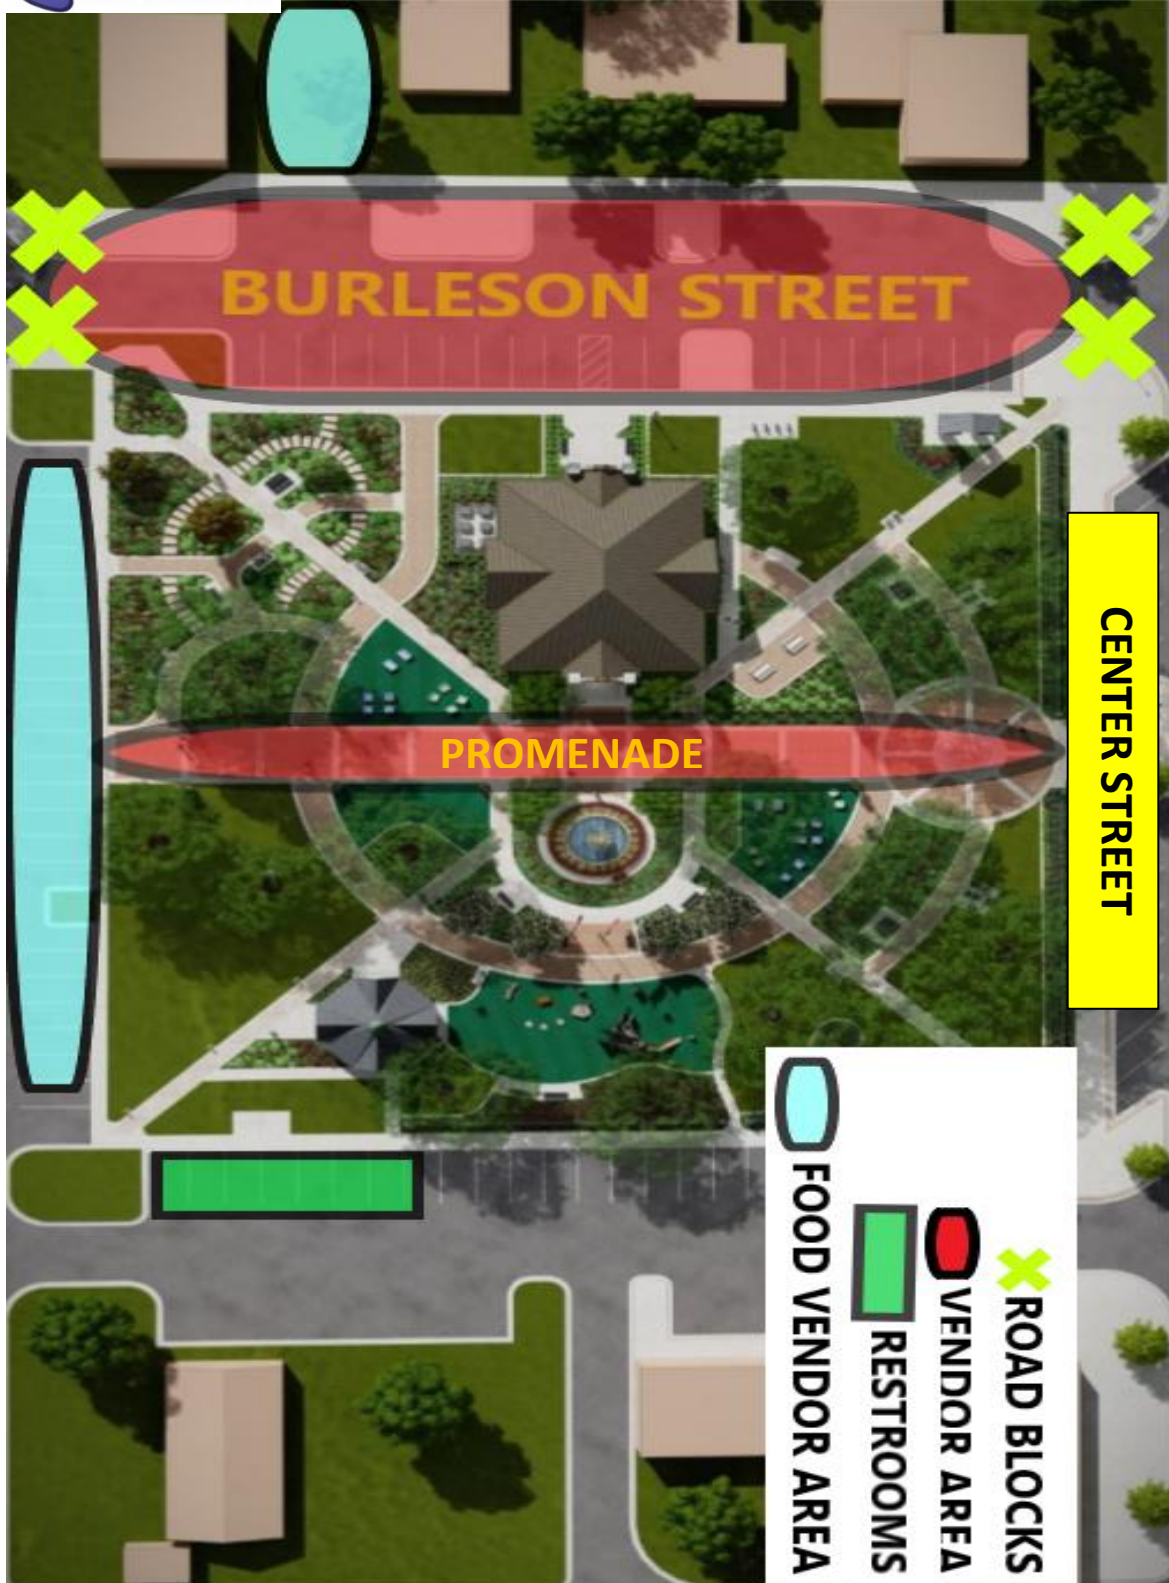 BURLESON STREET
CENTER STREET
PROMENADE
ROAD BLOCKS
VENDOR AREA
RESTROOMS
FOOD VENDOR AREA